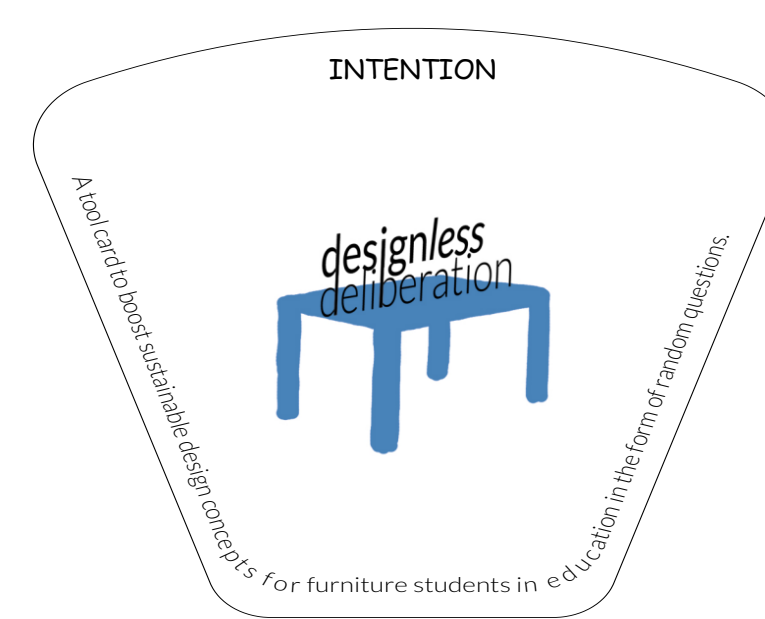 INTENTION
designless
deliberation
A tool card to boost sustainable design concepts for furniture students in education in the form of random questions.